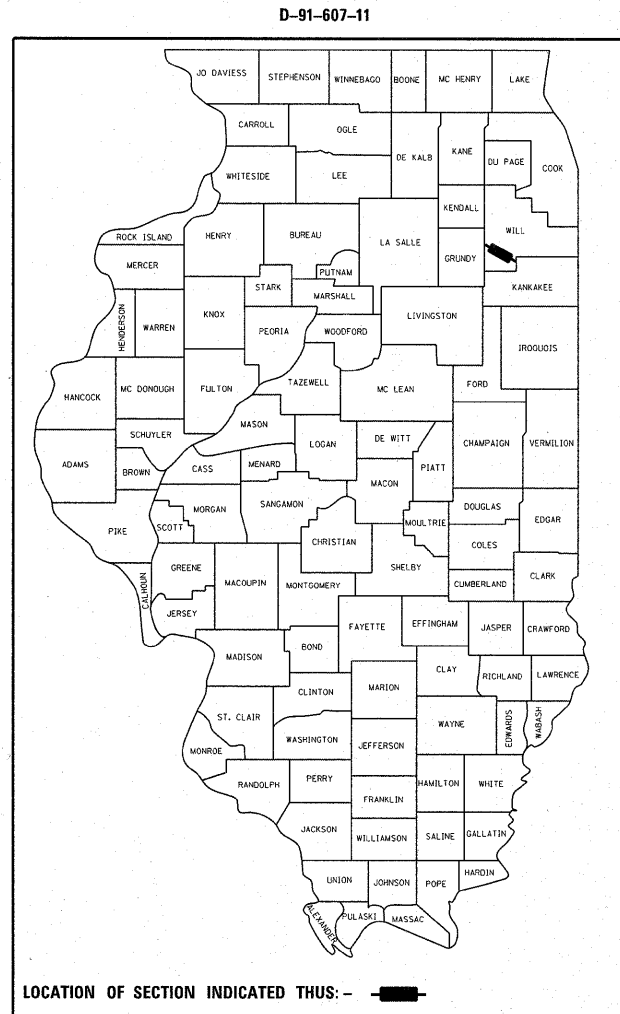 D-91-607-11
JO DAVIESS
STEPHENSON
WINNEBAGO
BOONE
MC HENRY
LAKE
CARROLL
OGLE
DE KALB
KANE
DU PAGE
COOK
WHITESIDE
LEE
KENDALL
WILL
ROCK ISLAND
HENRY
BUREAU
LA SALLE
GRUNDY
MERCER
PUTNAM
KANKAKEE
STARK
MARSHALL
HENDERSON
WARREN
KNOX
PEORIA
WOODFORD
LIVINGSTON
IROQUOIS
HANCOCK
MC DONOUGH
FULTON
TAZEWELL
MC LEAN
FORD
MASON
SCHUYLER
LOGAN
DE WITT
CHAMPAIGN
VERMILION
ADAMS
BROWN
CASS
MENARD
MACON
PIATT
PIKE
SCOTT
MORGAN
SANGAMON
CHRISTIAN
MOULTRIE
DOUGLAS
EDGAR
COLES
CALHOUN
GREENE
MACOUPIN
MONTGOMERY
SHELBY
CUMBERLAND
CLARK
JERSEY
FAYETTE
EFFINGHAM
JASPER
CRAWFORD
MADISON
BOND
CLAY
RICHLAND
LAWRENCE
CLINTON
MARION
ST. CLAIR
WAYNE
EDWARDS
WABASH
MONROE
WASHINGTON
JEFFERSON
RANDOLPH
PERRY
HAMILTON
WHITE
FRANKLIN
JACKSON
WILLIAMSON
SALINE
GALLATIN
UNION
JOHNSON
POPE
HARDIN
ALEXANDER
PULASKI
MASSAC
LOCATION OF SECTION INDICATED THUS: -